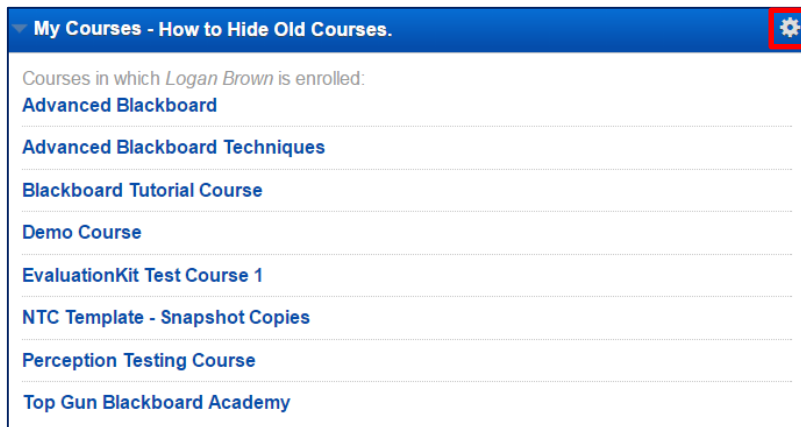 My Courses - How to Hide Old Courses.
Courses in which Logan Brown is enrolled:
Advanced Blackboard
Advanced Blackboard Techniques
Blackboard Tutorial Course
Demo Course
EvaluationKit Test Course 1
NTC Template - Snapshot Copies
Perception Testing Course
Top Gun Blackboard Academy